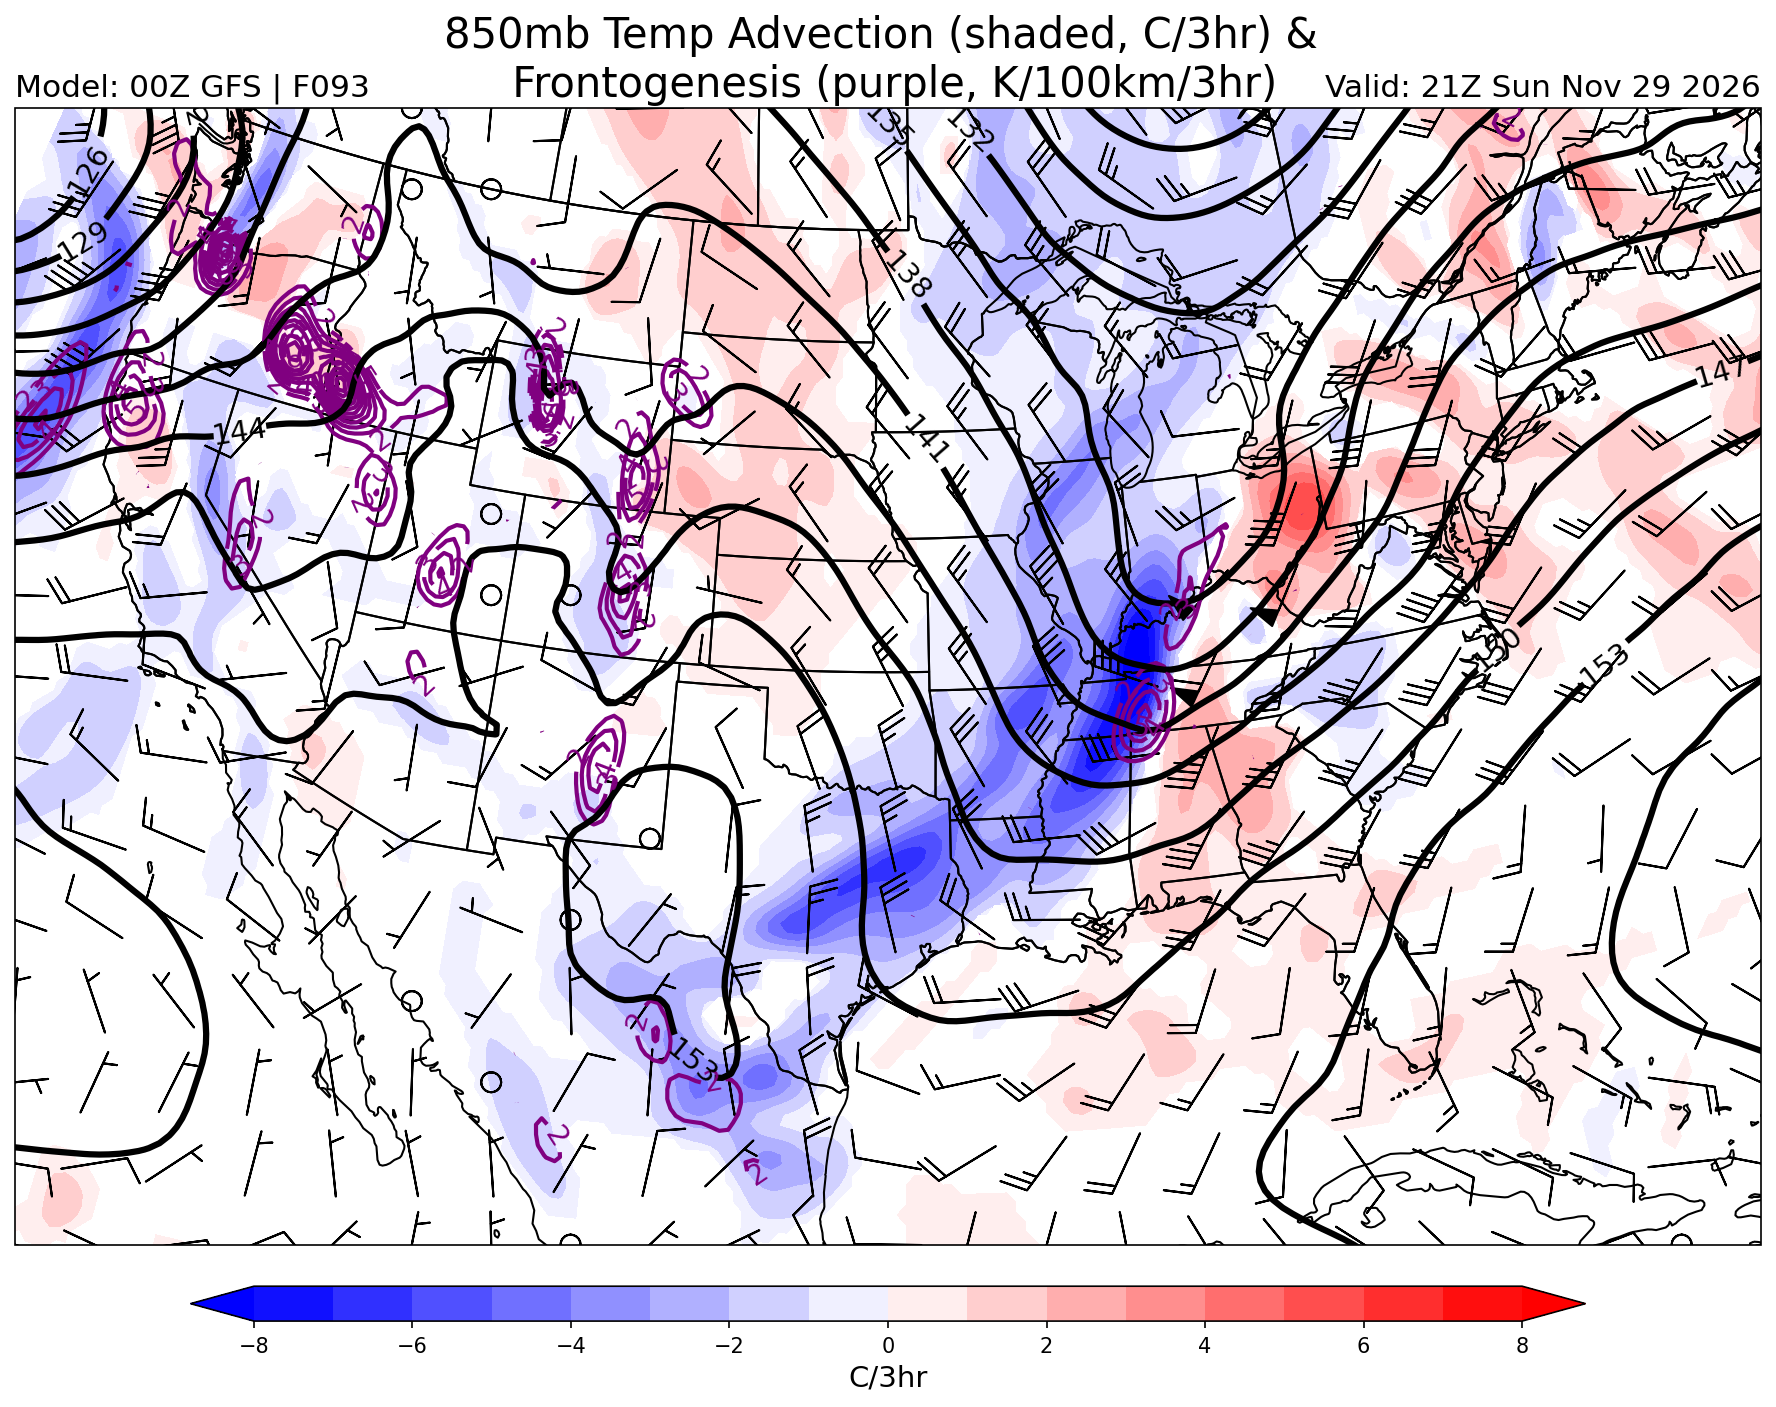 850mb Temp Advection (shaded, C/3hr) &
Model: 00Z GFS | F093 Frontogenesis (purple, K/100km/3hr) Valid: 21Z Sun Nov 29 2026
126
135
132
129
138
147
144
141
150
153
153
−8 −6 −4 −2 0 2 4 6 8
C/3hr